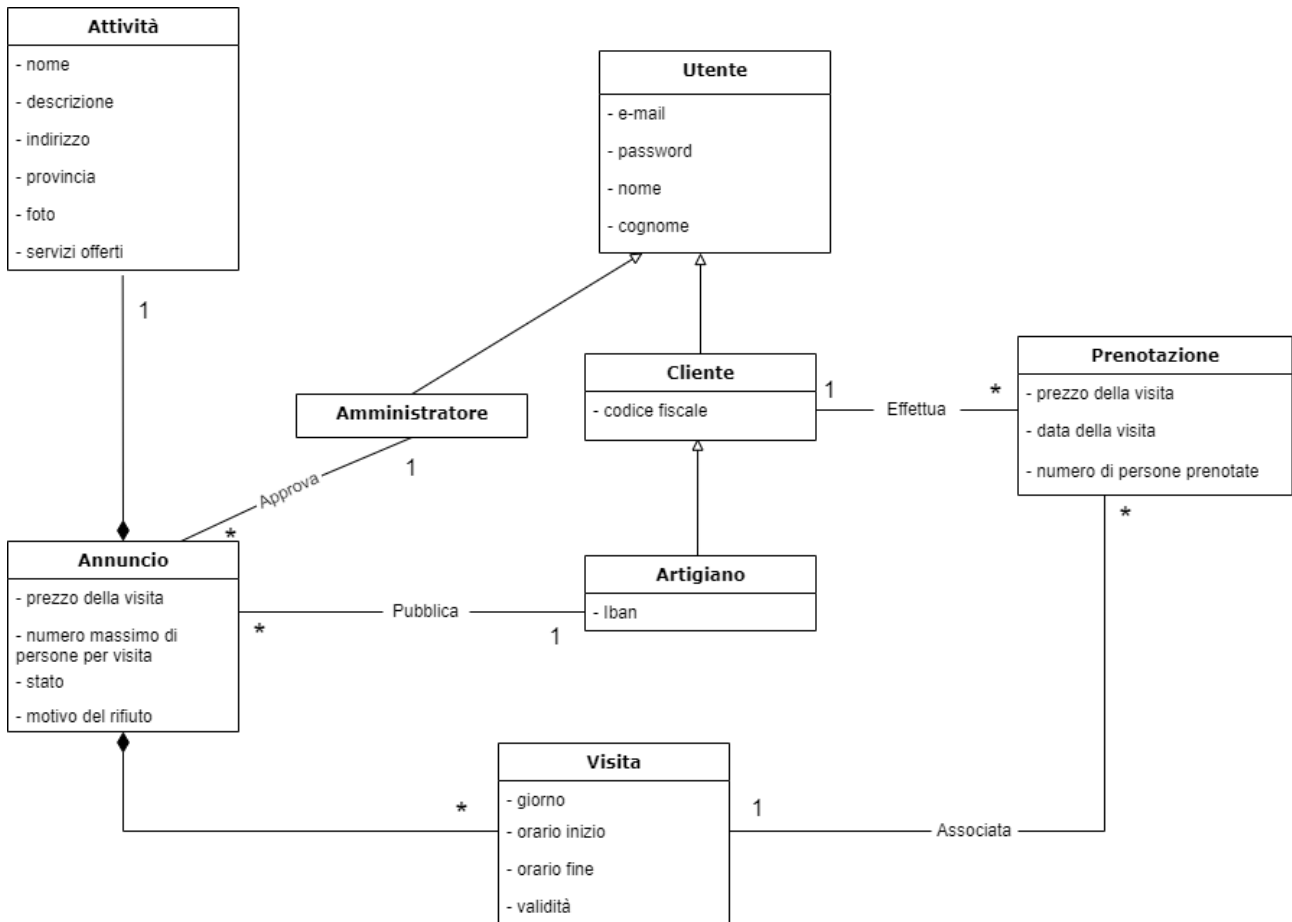 Attività
- nome
- descrizione
- indirizzo
- provincia
- foto
- servizi offerti
1
Utente
- e-mail
- password
- nome
- cognome
Amministratore
1
Approva
*
Cliente
- codice fiscale
1
Effettua
*
Prenotazione
- prezzo della visita
- data della visita
- numero di persone prenotate
*
Annuncio
- prezzo della visita
- numero massimo di
persone per visita
- stato
- motivo del rifiuto
*
Pubblica
1
Artigiano
- Iban
*
Visita
- giorno
- orario inizio
- orario fine
- validità
1
Associata